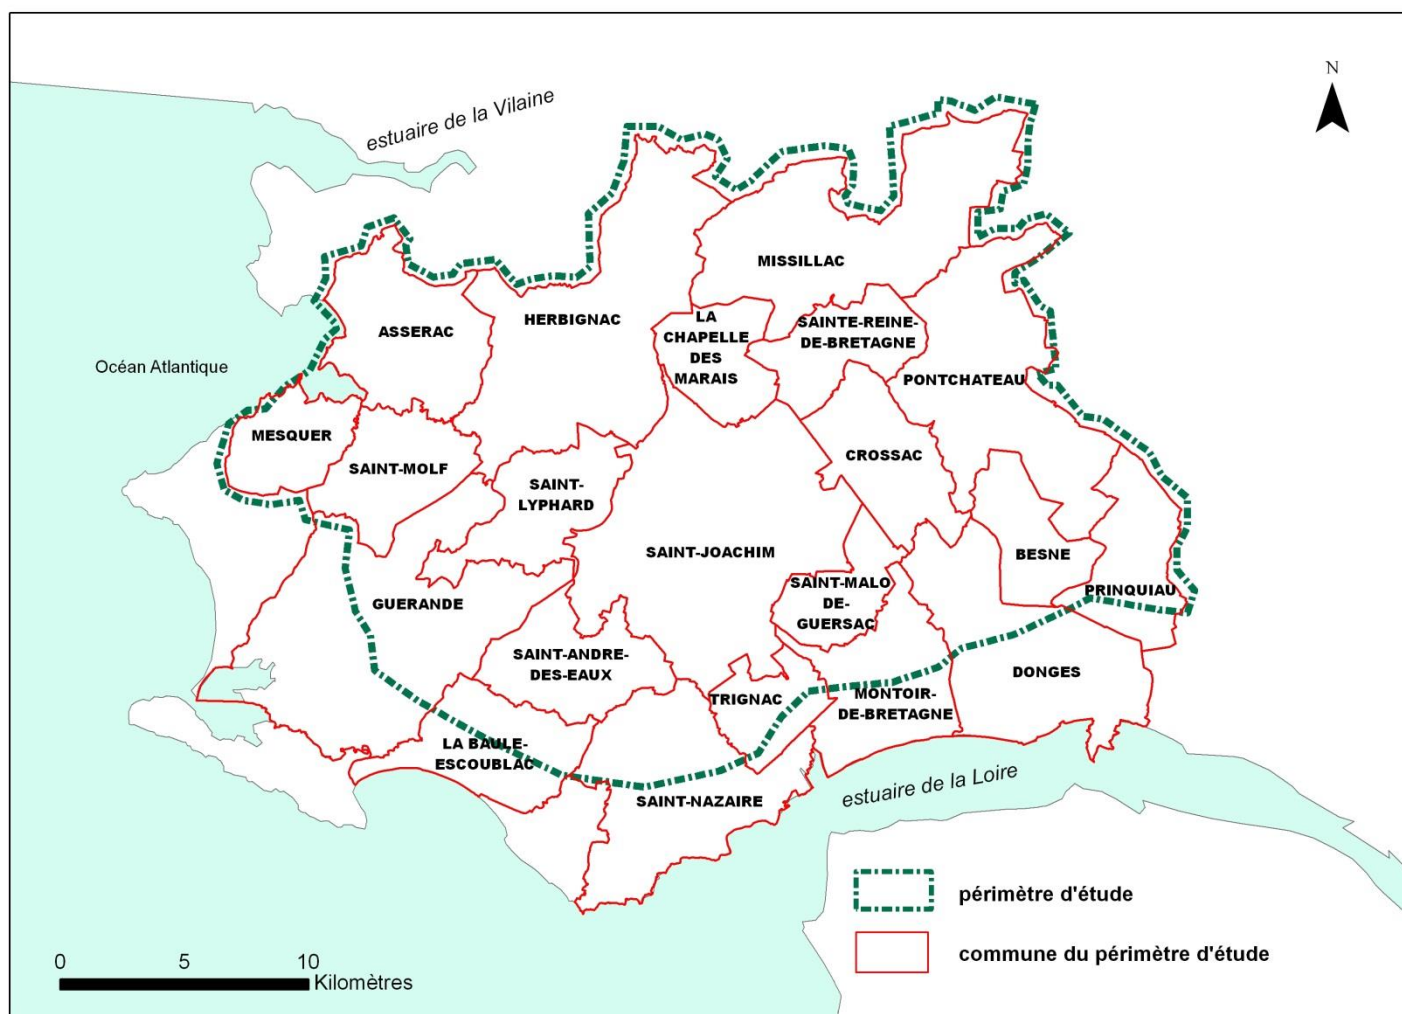 N
estuaire de la Vilaine
MISSILLAC
HERBIGNAC
ASSERAC
LA
CHAPELLE
DES
MARAIS
SAINTE-REINE-
DE-BRETAGNE
Océan Atlantique
PONTCHATEAU
MESQUER
SAINT-MOLF
CROSSAC
SAINT-
LYPHARD
SAINT-JOACHIM
BESNE
SAINT-MALO
DE-
GUERSAC
PRINQUIAU
GUERANDE
SAINT-ANDRE-
DES-EAUX
DONGES
TRIGNAC
MONTOIR-
DE-BRETAGNE
LA BAULE-
ESCOUBLAC
SAINT-NAZAIRE
estuaire de la Loire
périmètre d'étude
commune du périmètre d'étude
0 5 10
Kilomètres